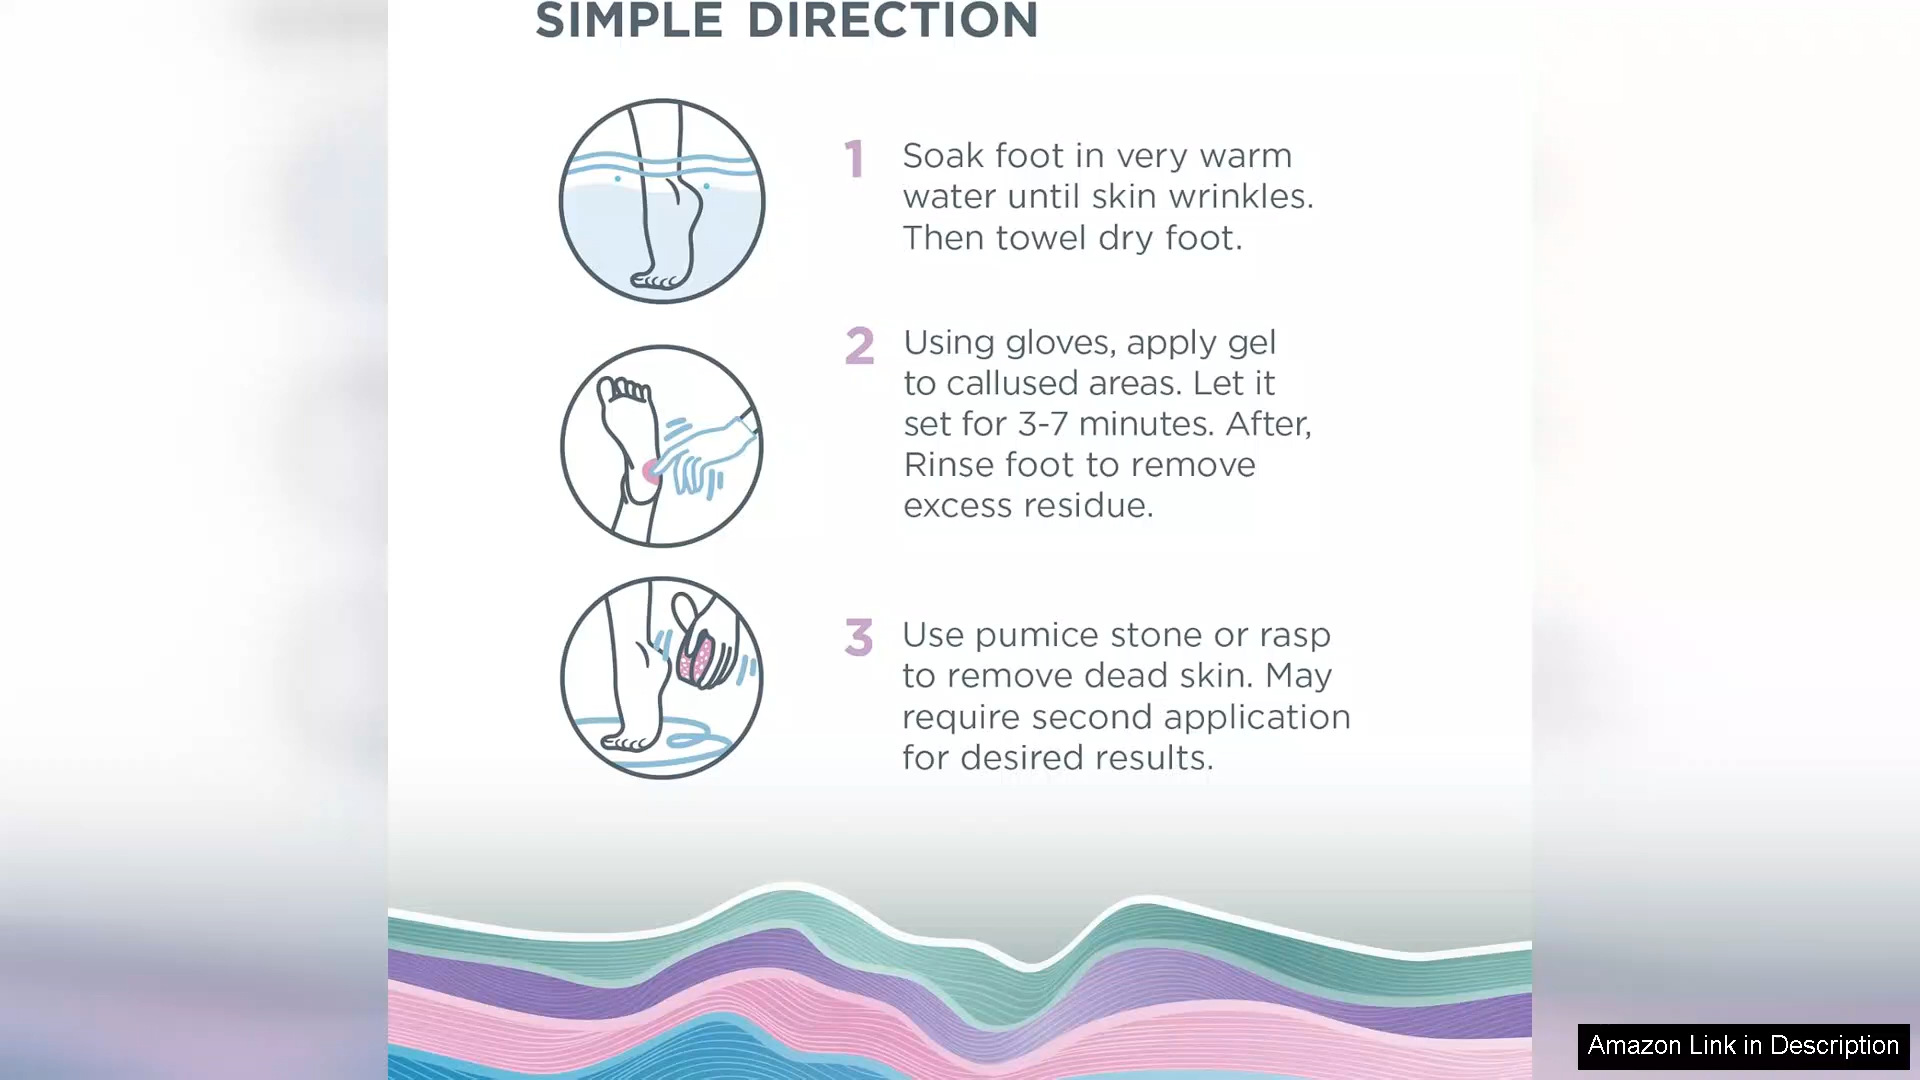 SIMPLE DIRECTION
1 Soak foot in very warm
water until skin wrinkles.
Then towel dry foot.
2 Using gloves, apply gel
to callused areas. Let it
set for 3-7 minutes. After,
Rinse foot to remove
excess residue.
3 Use pumice stone or rasp
to remove dead skin. May
require second application
for desired results.
Amazon Link in Description